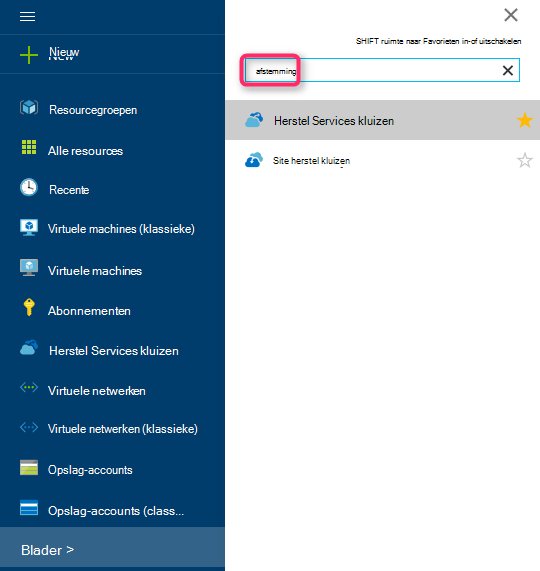 Nieuw
Resourcegroepen
Alle resources
Recente
Virtuele machines (klassieke)
Virtuele machines
Abonnementen
Herstel Services kluizen
Virtuele netwerken
Virtuele netwerken (klassieke)
Opslag-accounts
Opslag-accounts (class...
Blader >
SHIFT ruimte naar Favorieten in-of uitschakelen
afstemming
Herstel Services kluizen
Site herstel kluizen